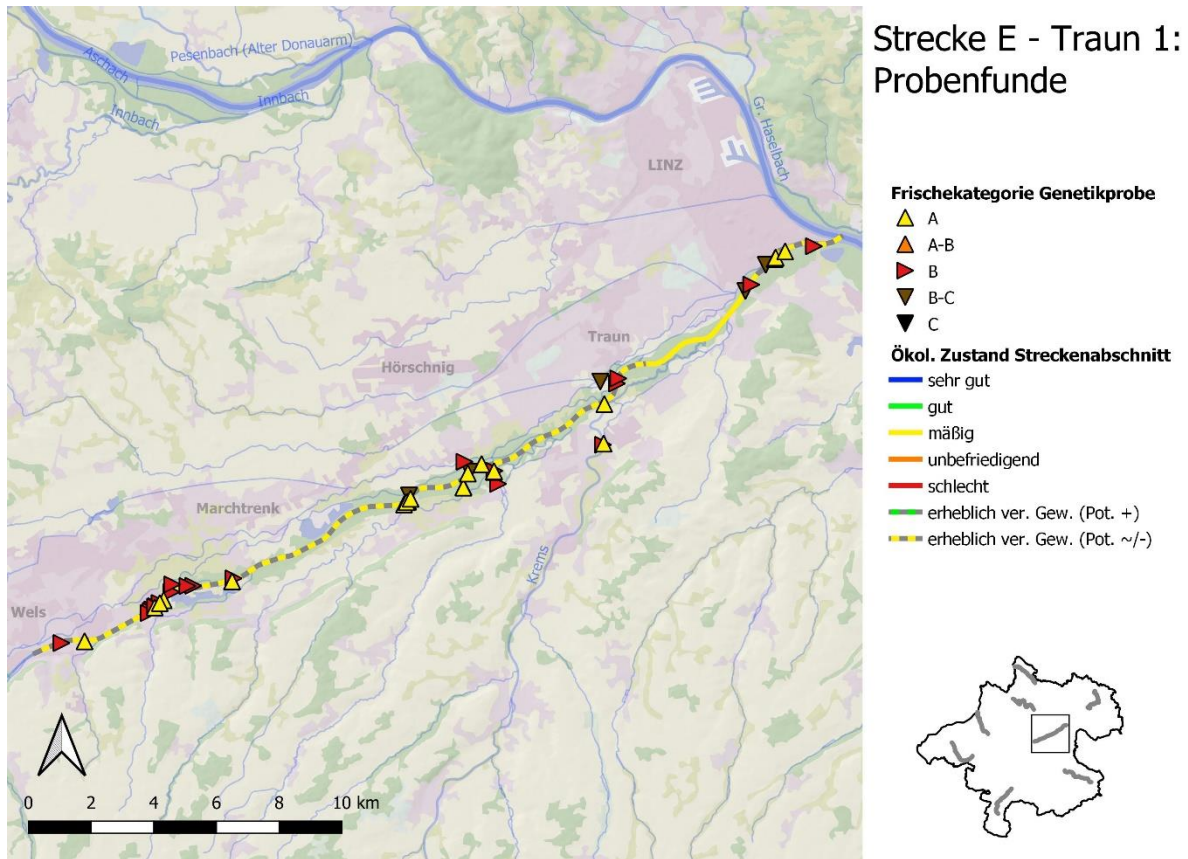 Strecke E - Traun 1:
Probenfunde
Pesenbach (Alter Donauarm)
Aschach
Innbach
Innbach
Gr. Haselbach
LINZ
Traun
Hörschnig
Marchtrenk
Krems
Wels
0 2 4 6 8 10 km
Frischekategorie Genetikprobe
A
A-B
B
B-C
C
Ökol. Zustand Streckenabschnitt
sehr gut
gut
mäßig
unbefriedigend
schlecht
erheblich ver. Gew. (Pot. +)
erheblich ver. Gew. (Pot. ~/-)